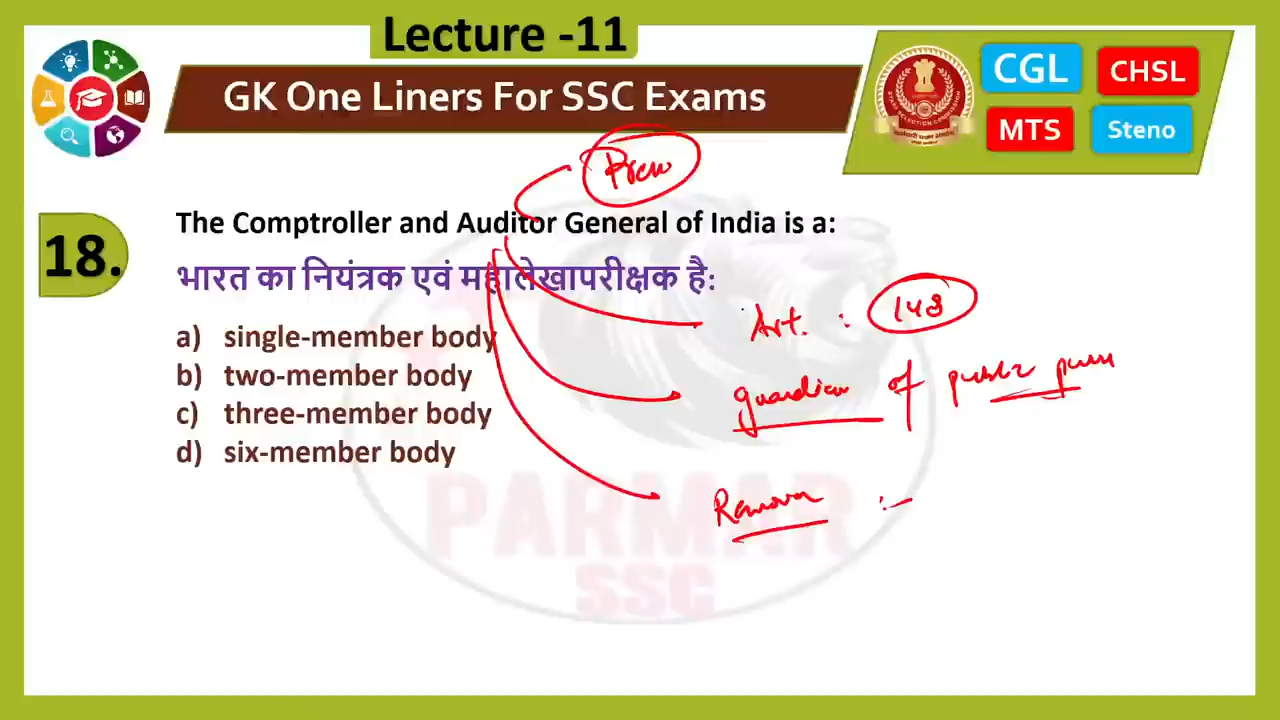 Lecture -11
GK One Liners For SSC Exams
CGL
CHSL
MTS
Steno
18.
The Comptroller and Auditor General of India is a:
भारत का नियंत्रक एवं महालेखापरीक्षक है:
a) single-member body
b) two-member body
c) three-member body
d) six-member body
Art. : 148
guardian of public purse
Removal :-
PARMAR
SSC